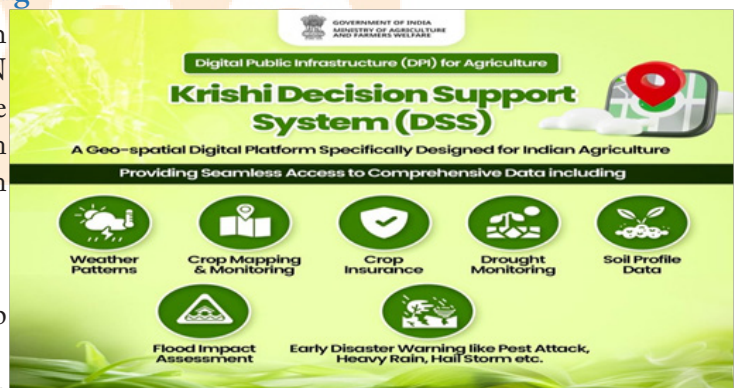 GOVERNMENT OF INDIA
MINISTRY OF AGRICULTURE
AND FARMERS WELFARE
Digital Public Infrastructure (DPI) for Agriculture
Krishi Decision Support
System (DSS)
A Geo-spatial Digital Platform Specifically Designed for Indian Agriculture
Providing Seamless Access to Comprehensive Data including
Weather
Patterns
Crop Mapping
& Monitoring
Crop
Insurance
Drought
Monitoring
Soil Profile
Data
Flood Impact
Assessment
Early Disaster Warning like Pest Attack,
Heavy Rain, Hail Storm etc.